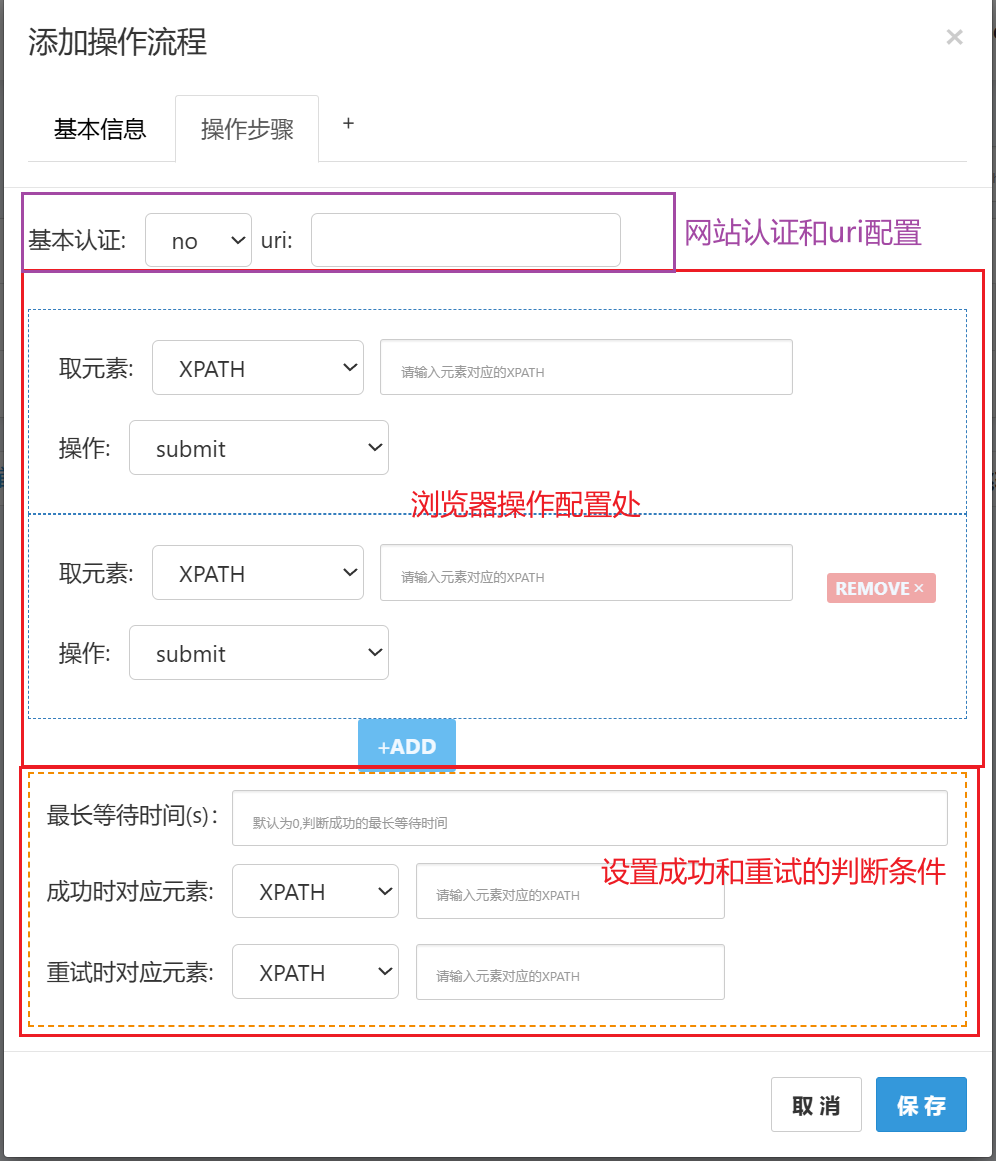 添加操作流程 ×
基本信息 操作步骤 +
基本认证: no uri: 网站认证和uri配置
取元素: XPATH 请输入元素对应的XPATH
操作: submit
浏览器操作配置处
取元素: XPATH 请输入元素对应的XPATH
REMOVE ×
操作: submit
+ADD
最长等待时间(s)： 默认为0,判断成功的最长等待时间
设置成功和重试的判断条件
成功时对应元素: XPATH 请输入元素对应的XPATH
重试时对应元素: XPATH 请输入元素对应的XPATH
取 消 保 存